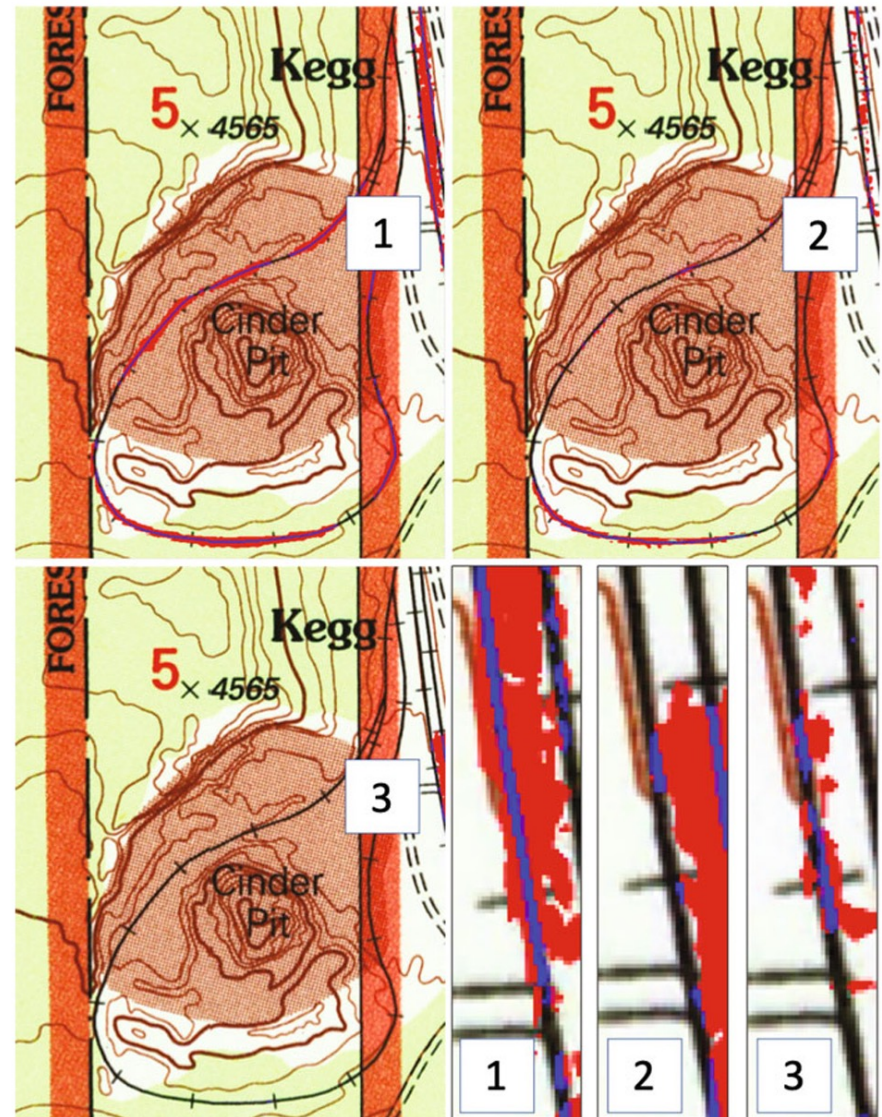 FORES
Kegg
5 × 4565
1
Cinder
Pit
FORES
Kegg
5 × 4565
2
Cinder
Pit
FORES
Kegg
5 × 4565
3
Cinder
Pit
1
2
3